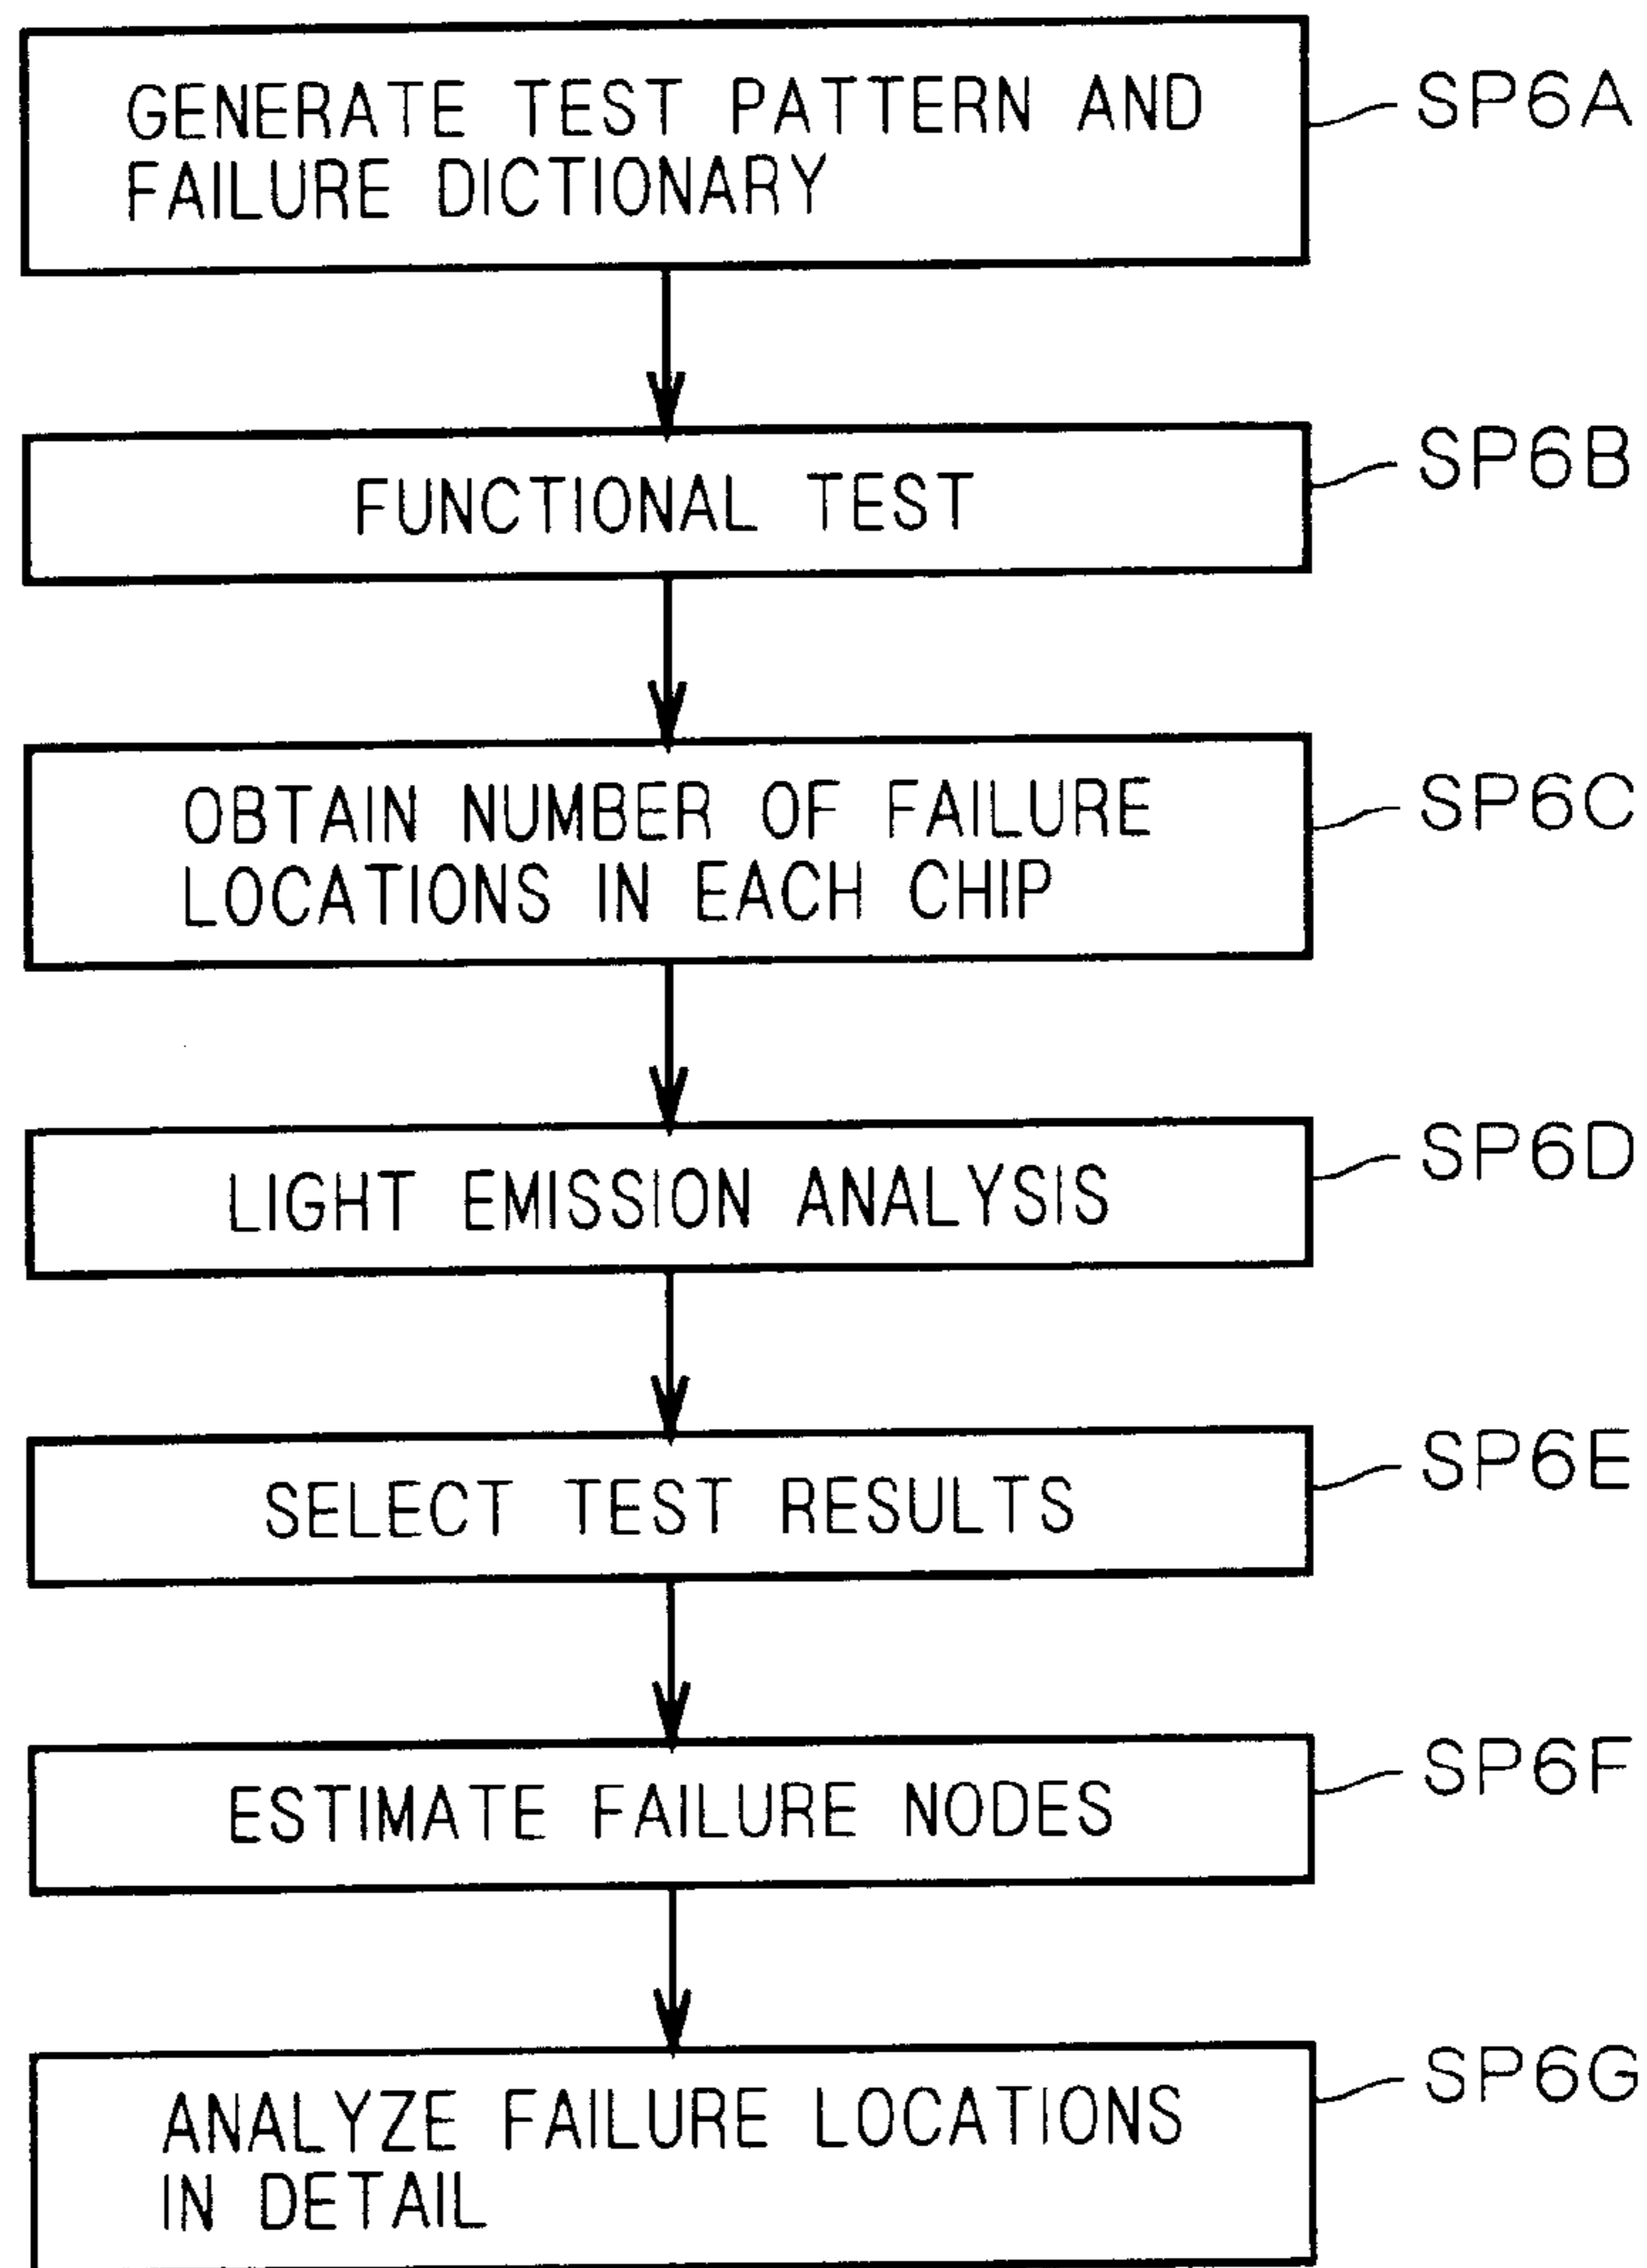 GENERATE TEST PATTERN AND
FAILURE DICTIONARY
SP6A
FUNCTIONAL TEST
SP6B
OBTAIN NUMBER OF FAILURE
LOCATIONS IN EACH CHIP
SP6C
LIGHT EMISSION ANALYSIS
SP6D
SELECT TEST RESULTS
SP6E
ESTIMATE FAILURE NODES
SP6F
ANALYZE FAILURE LOCATIONS
IN DETAIL
SP6G